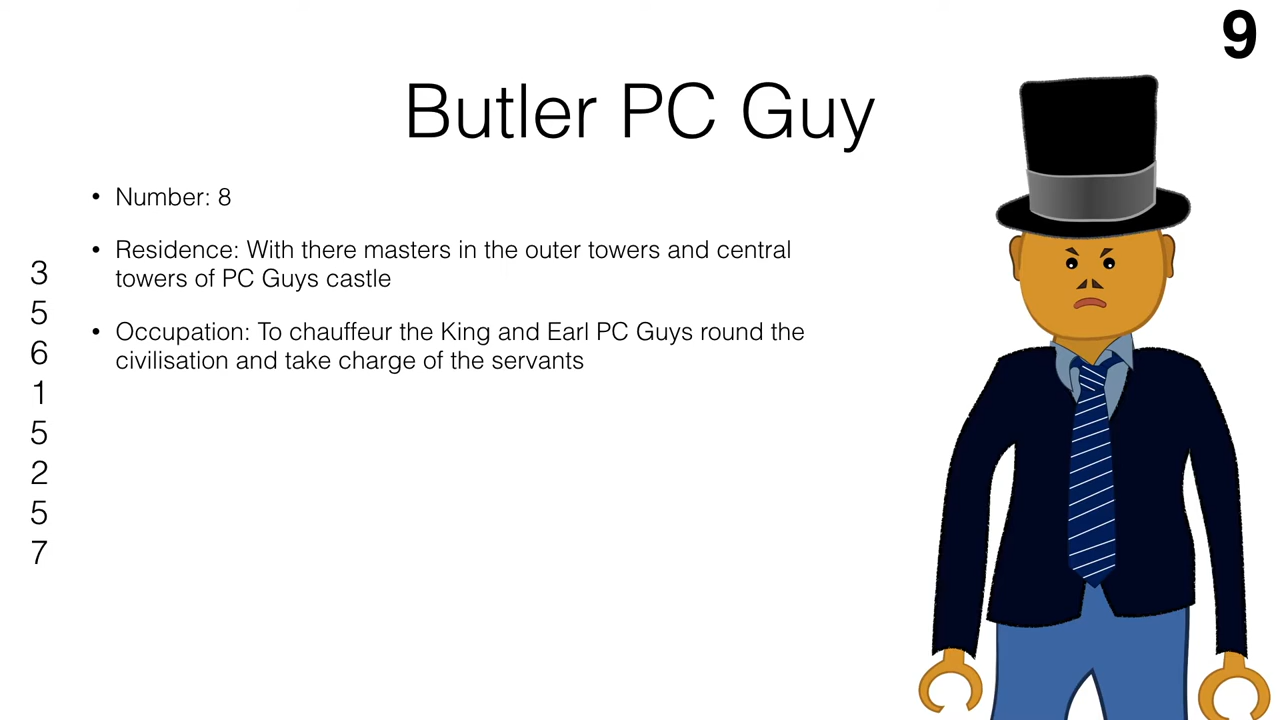 9
Butler PC Guy
• Number: 8
• Residence: With there masters in the outer towers and central
towers of PC Guys castle
• Occupation: To chauffeur the King and Earl PC Guys round the
civilisation and take charge of the servants
3
5
6
1
5
2
5
7